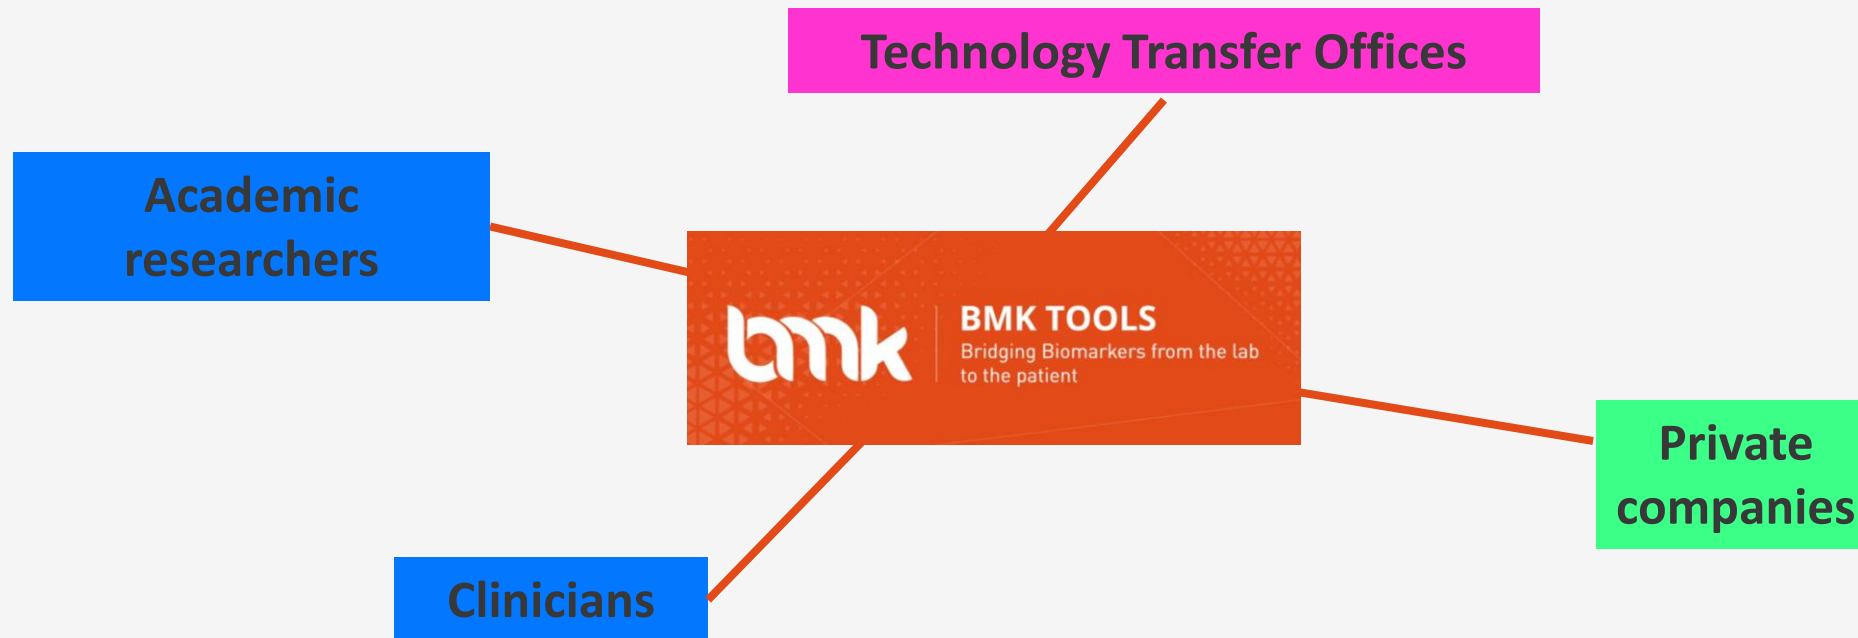 Technology Transfer Offices
Academic
researchers
bmk
BMK TOOLS
Bridging Biomarkers from the lab
to the patient
Private
companies
Clinicians